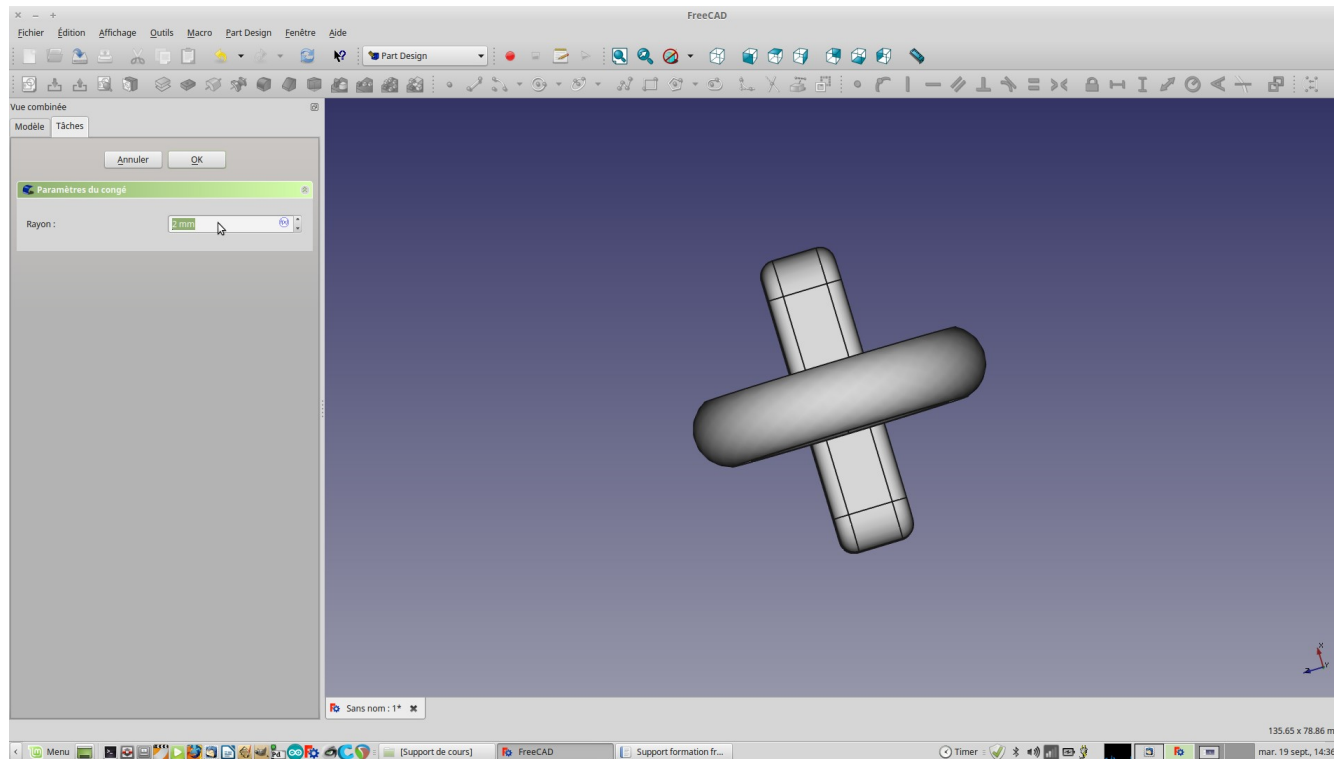 FreeCAD
Fichier Édition Affichage Outils Macro Part Design Fenêtre Aide
Part Design
Vue combinée
Modèle Tâches
Annuler OK
Paramètres du congé
Rayon : 2 mm
X
Y
Z
Sans nom : 1*
135.65 x 78.86 m
Menu [Support de cours] FreeCAD Support formation fr... Timer mar. 19 sept., 14:36